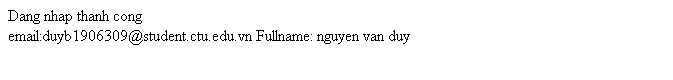 Dang nhap thanh cong
email:duyb1906309@student.ctu.edu.vn Fullname: nguyen van duy